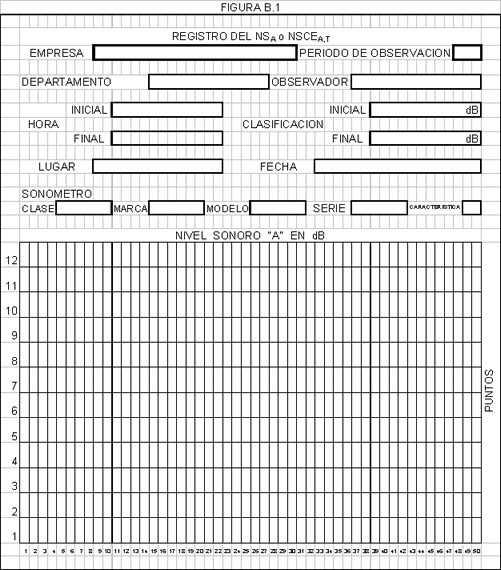 FIGURA B.1
REGISTRO DEL NSA o NSCEA,T
EMPRESA PERIODO DE OBSERVACION
DEPARTAMENTO OBSERVADOR
INICIAL INICIAL dB
HORA CLASIFICACION
FINAL FINAL dB
LUGAR FECHA
SONOMETRO
CLASE MARCA MODELO SERIE CARACTERISTICA
NIVEL SONORO "A" EN dB
12
11
10
9
8
7
6
5
4
3
2
1
PUNTOS
1 2 3 4 5 6 7 8 9 10 11 12 13 14 15 16 17 18 19 20 21 22 23 24 25 26 27 28 29 30 31 32 33 34 35 36 37 38 39 40 41 42 43 44 45 46 47 48 49 50